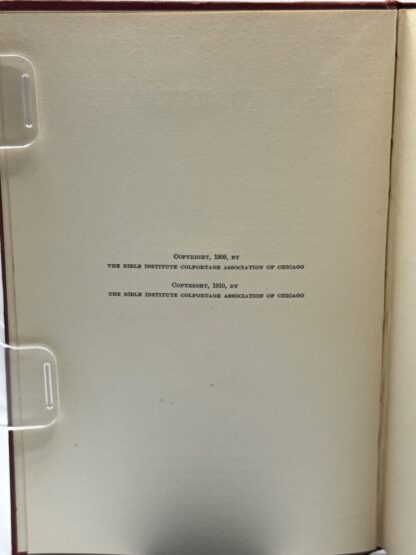 Copyright, 1909, by
THE BIBLE INSTITUTE COLPORTAGE ASSOCIATION OF CHICAGO
Copyright, 1910, by
THE BIBLE INSTITUTE COLPORTAGE ASSOCIATION OF CHICAGO